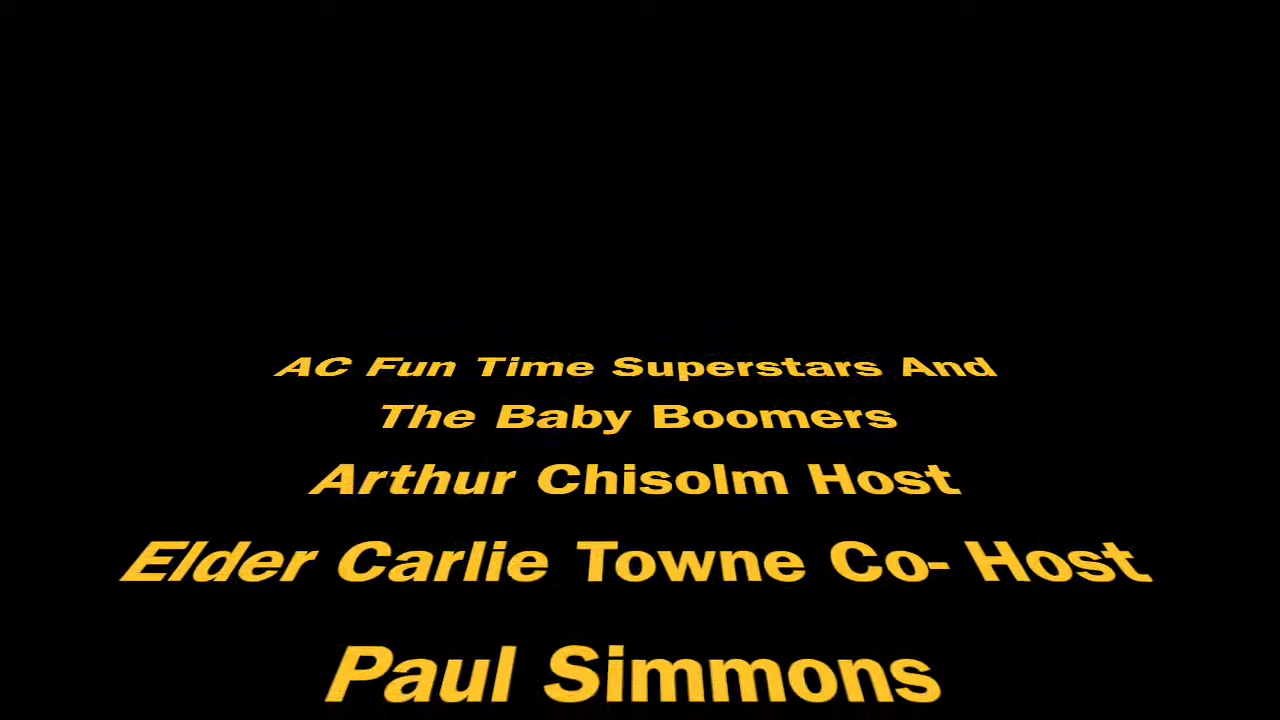 AC Fun Time Superstars And
The Baby Boomers
Arthur Chisolm Host
Elder Carlie Towne Co- Host
Paul Simmons